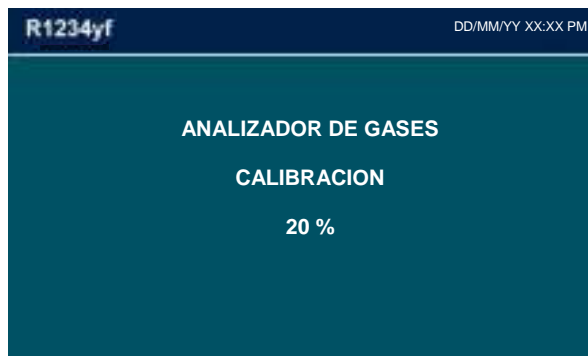 R1234yf
DD/MM/YY XX:XX PM
ANALIZADOR DE GASES
CALIBRACION
20 %